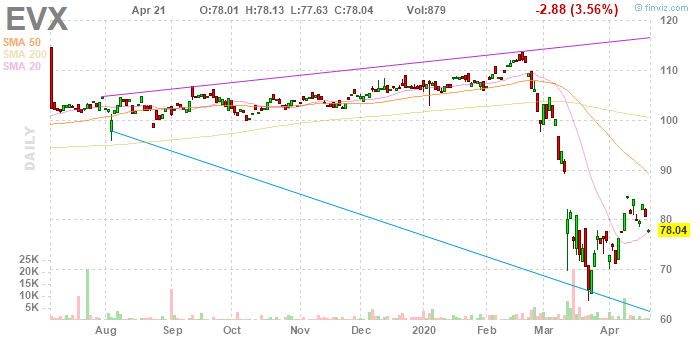 EVX
Apr 21 O:78.01 H:78.13 L:77.63 C:78.04 Vol:879 -2.88 (3.56%)
© finviz.com
SMA 50
SMA 200
SMA 20
DAILY
120
110
100
90
80
78.04
70
60
25K
20K
15K
10K
5K
Aug Sep Oct Nov Dec 2020 Feb Mar Apr